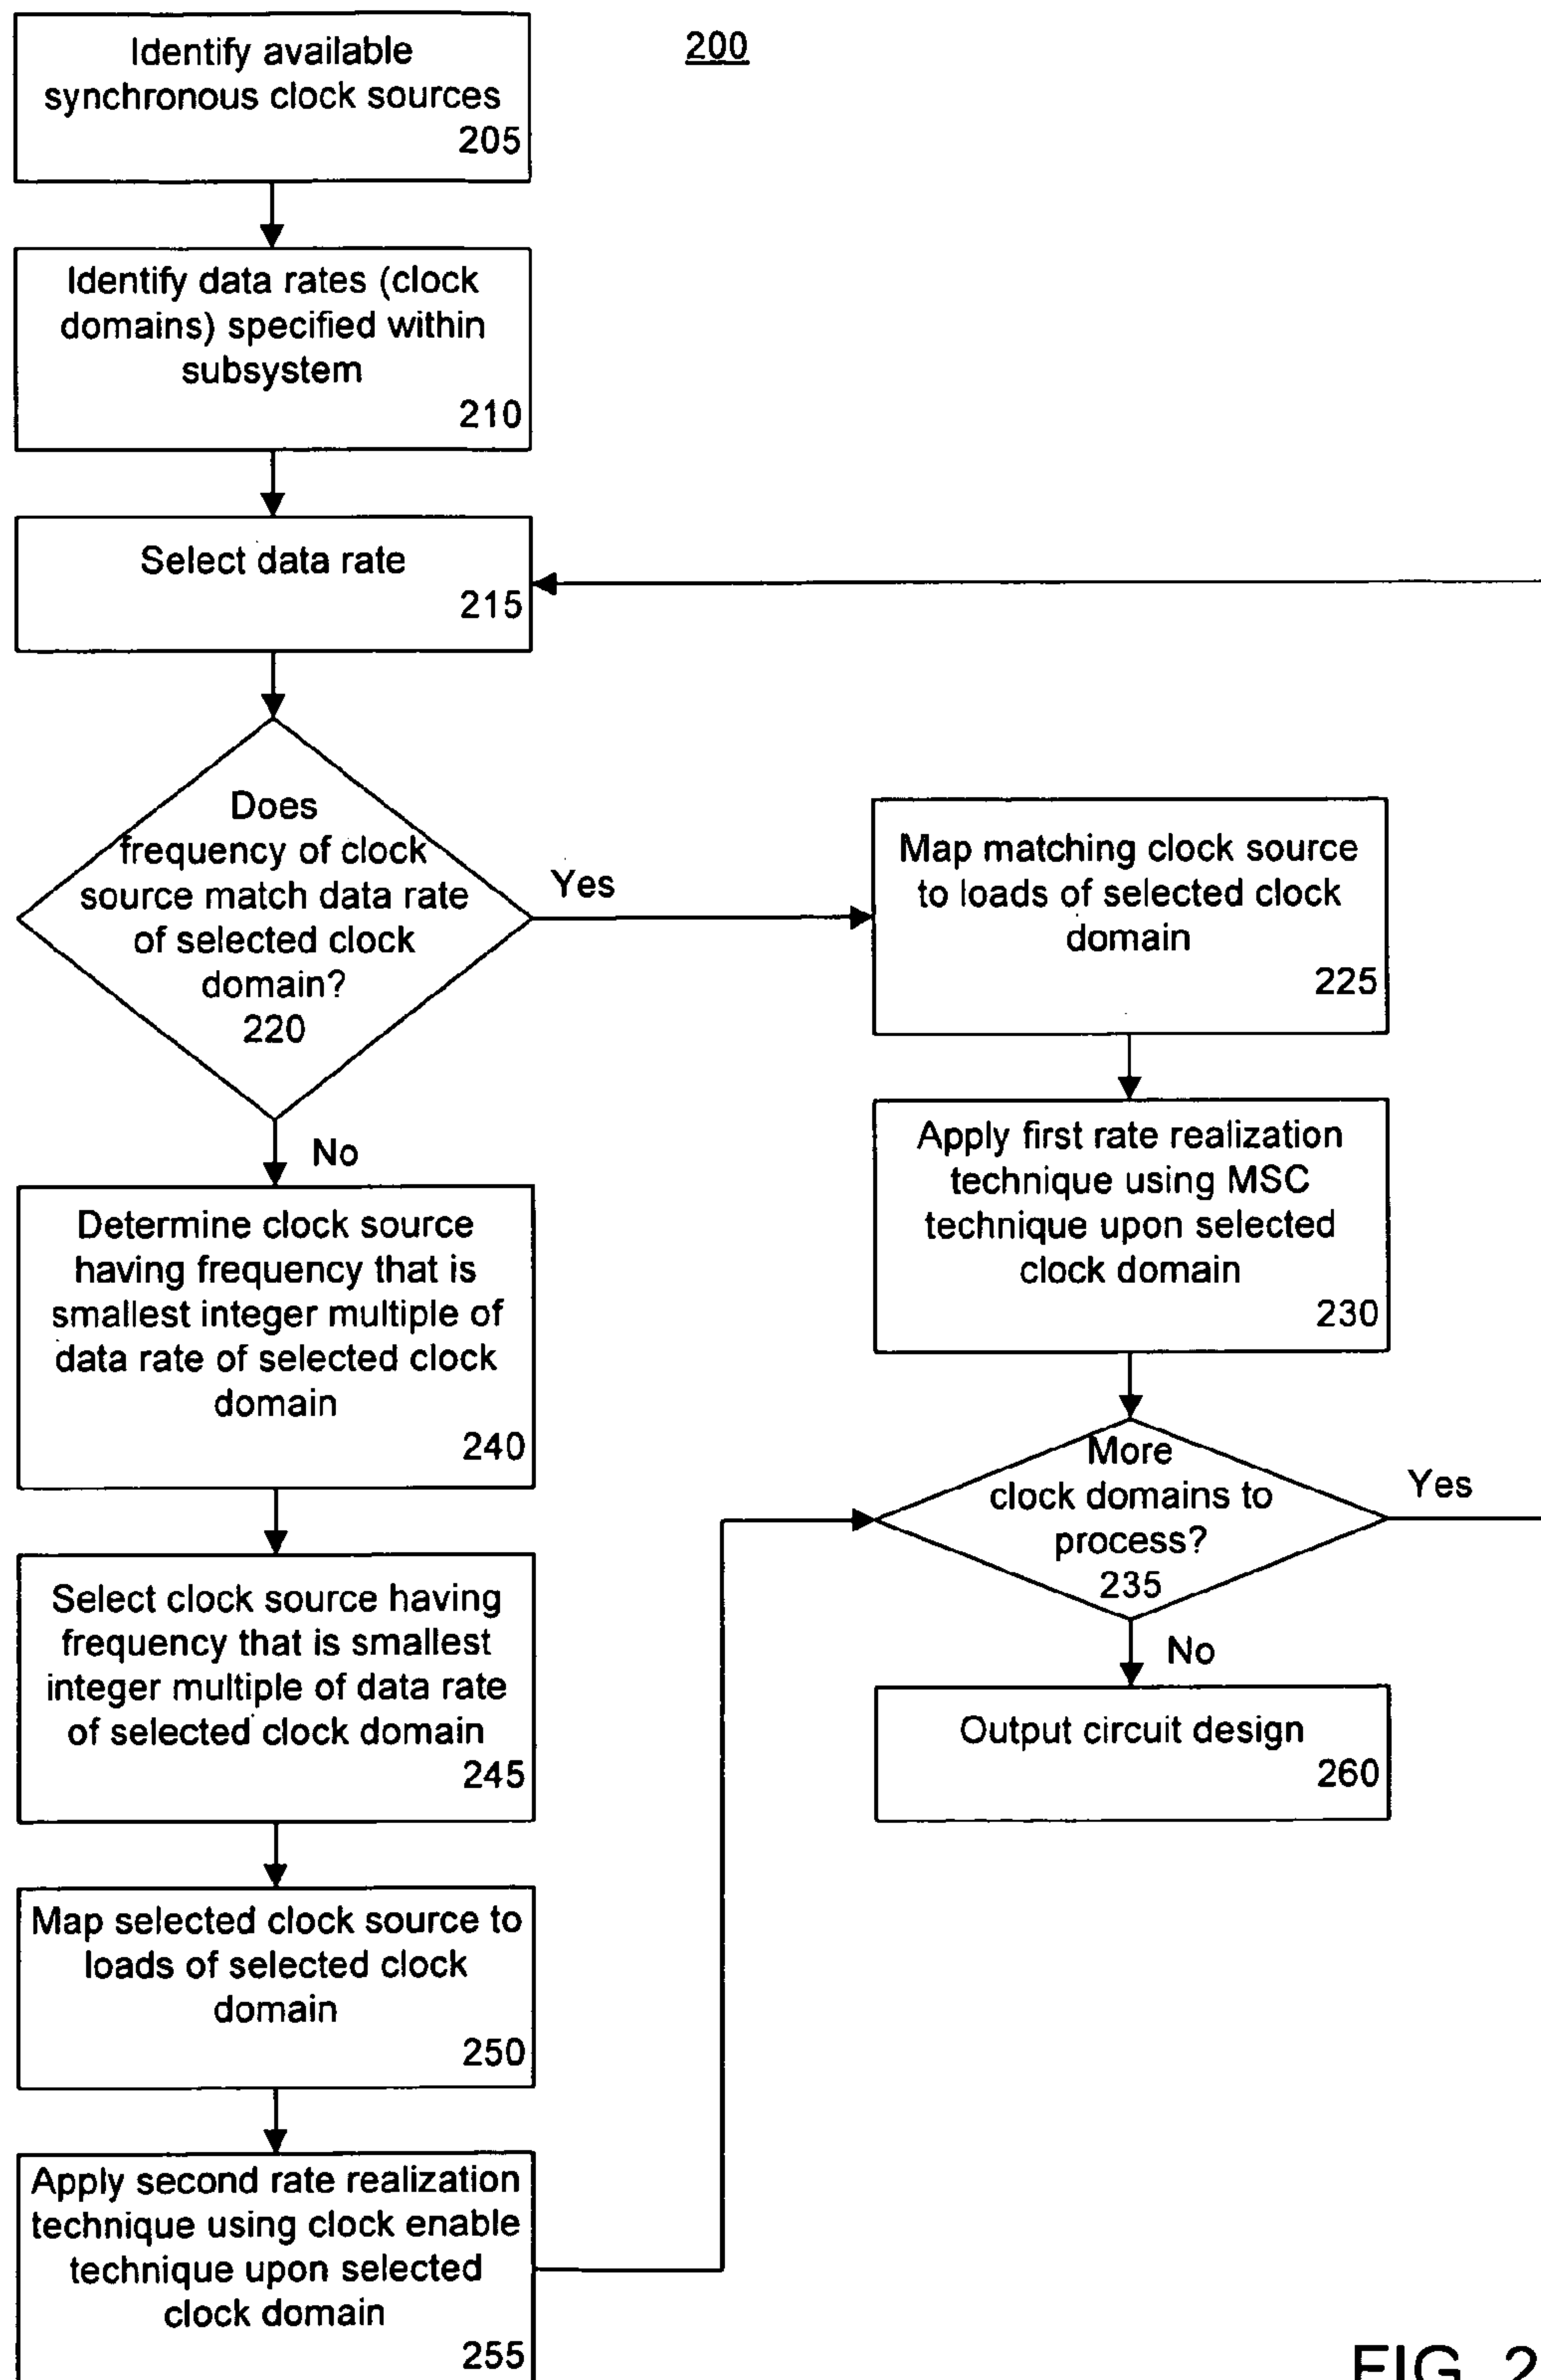 200
Identify available
synchronous clock sources
205
Identify data rates (clock
domains) specified within
subsystem
210
Select data rate
215
Does
frequency of clock
source match data rate
of selected clock
domain?
220
Yes
No
Map matching clock source
to loads of selected clock
domain
225
Apply first rate realization
technique using MSC
technique upon selected
clock domain
230
More
clock domains to
process?
235
Yes
No
Output circuit design
260
Determine clock source
having frequency that is
smallest integer multiple of
data rate of selected clock
domain
240
Select clock source having
frequency that is smallest
integer multiple of data rate
of selected clock domain
245
Map selected clock source to
loads of selected clock
domain
250
Apply second rate realization
technique using clock enable
technique upon selected
clock domain
255
FIG. 2